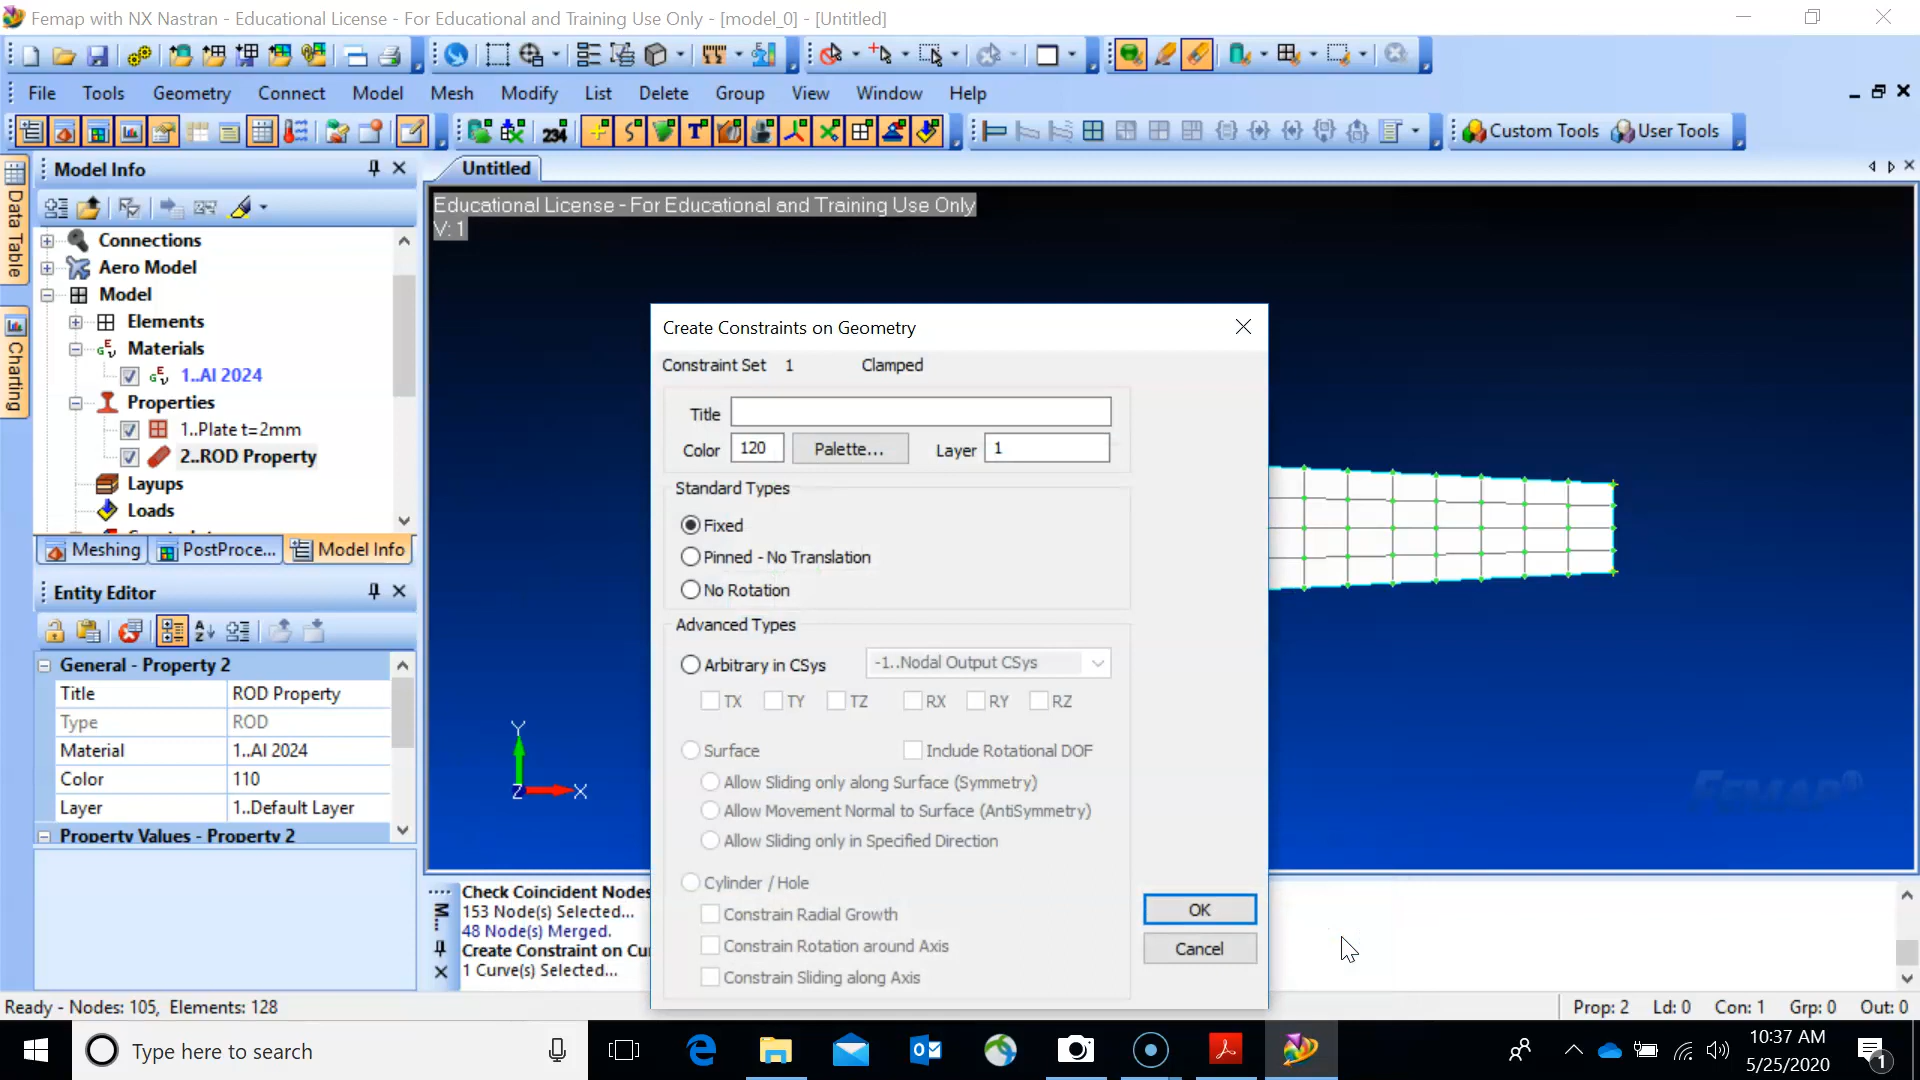 Femap with NX Nastran - Educational License - For Educational and Training Use Only - [model_0] - [Untitled]
File Tools Geometry Connect Model Mesh Modify List Delete Group View Window Help
234
Custom Tools User Tools
Data Table
Charting
Model Info
Connections
Aero Model
Model
Elements
Materials
1..Al 2024
Properties
1..Plate t=2mm
2..ROD Property
Layups
Loads
Meshing PostProce... Model Info
Entity Editor
General - Property 2
Title ROD Property
Type ROD
Material 1..Al 2024
Color 110
Layer 1..Default Layer
Property Values - Property 2
Untitled
Educational License - For Educational and Training Use Only
V: 1
Y
Z X
FEMAP
Create Constraints on Geometry
Constraint Set 1 Clamped
Title
Color 120 Palette... Layer 1
Standard Types
Fixed
Pinned - No Translation
No Rotation
Advanced Types
Arbitrary in CSys -1..Nodal Output CSys
TX TY TZ RX RY RZ
Surface Include Rotational DOF
Allow Sliding only along Surface (Symmetry)
Allow Movement Normal to Surface (AntiSymmetry)
Allow Sliding only in Specified Direction
Cylinder / Hole
Constrain Radial Growth
Constrain Rotation around Axis
Constrain Sliding along Axis
OK
Cancel
M...
Check Coincident Nodes
153 Node(s) Selected...
48 Node(s) Merged.
Create Constraint on Cu
1 Curve(s) Selected...
Ready - Nodes: 105, Elements: 128
Prop: 2 Ld: 0 Con: 1 Grp: 0 Out: 0
Type here to search
10:37 AM
5/25/2020
1